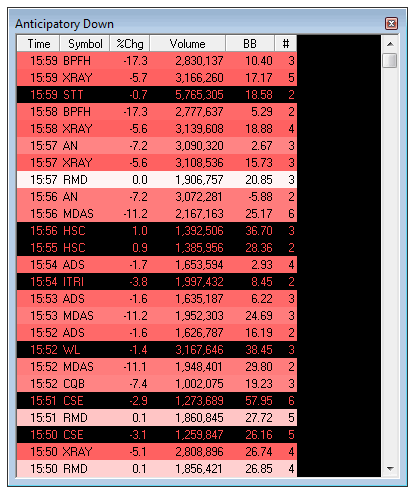 Anticipatory Down
Time Symbol %Chg Volume BB #
15:59 BPFH -17.3 2,830,137 10.40 3
15:59 XRAY -5.7 3,166,260 17.17 5
15:59 STT -0.7 5,765,305 18.58 2
15:58 BPFH -17.3 2,777,637 5.29 2
15:58 XRAY -5.6 3,139,608 18.88 4
15:57 AN -7.2 3,090,320 2.67 3
15:57 XRAY -5.6 3,108,536 15.73 3
15:57 RMD 0.0 1,906,757 20.85 3
15:56 AN -7.2 3,072,281 -5.88 2
15:56 MDAS -11.2 2,167,163 25.17 6
15:56 HSC 1.0 1,392,506 36.70 3
15:55 HSC 0.9 1,385,956 28.36 2
15:54 ADS -1.7 1,653,594 2.93 4
15:54 ITRI -3.8 1,997,432 8.45 2
15:53 ADS -1.6 1,635,187 6.22 3
15:53 MDAS -11.2 1,952,303 24.69 3
15:52 ADS -1.6 1,626,787 16.19 2
15:52 WL -1.4 3,167,646 38.45 3
15:52 MDAS -11.1 1,948,401 29.80 2
15:52 CQB -7.4 1,002,075 19.23 3
15:51 CSE -2.9 1,273,689 57.95 6
15:51 RMD 0.1 1,860,845 27.72 5
15:50 CSE -3.1 1,259,847 26.16 5
15:50 XRAY -5.1 2,808,896 26.74 4
15:50 RMD 0.1 1,856,421 26.85 4